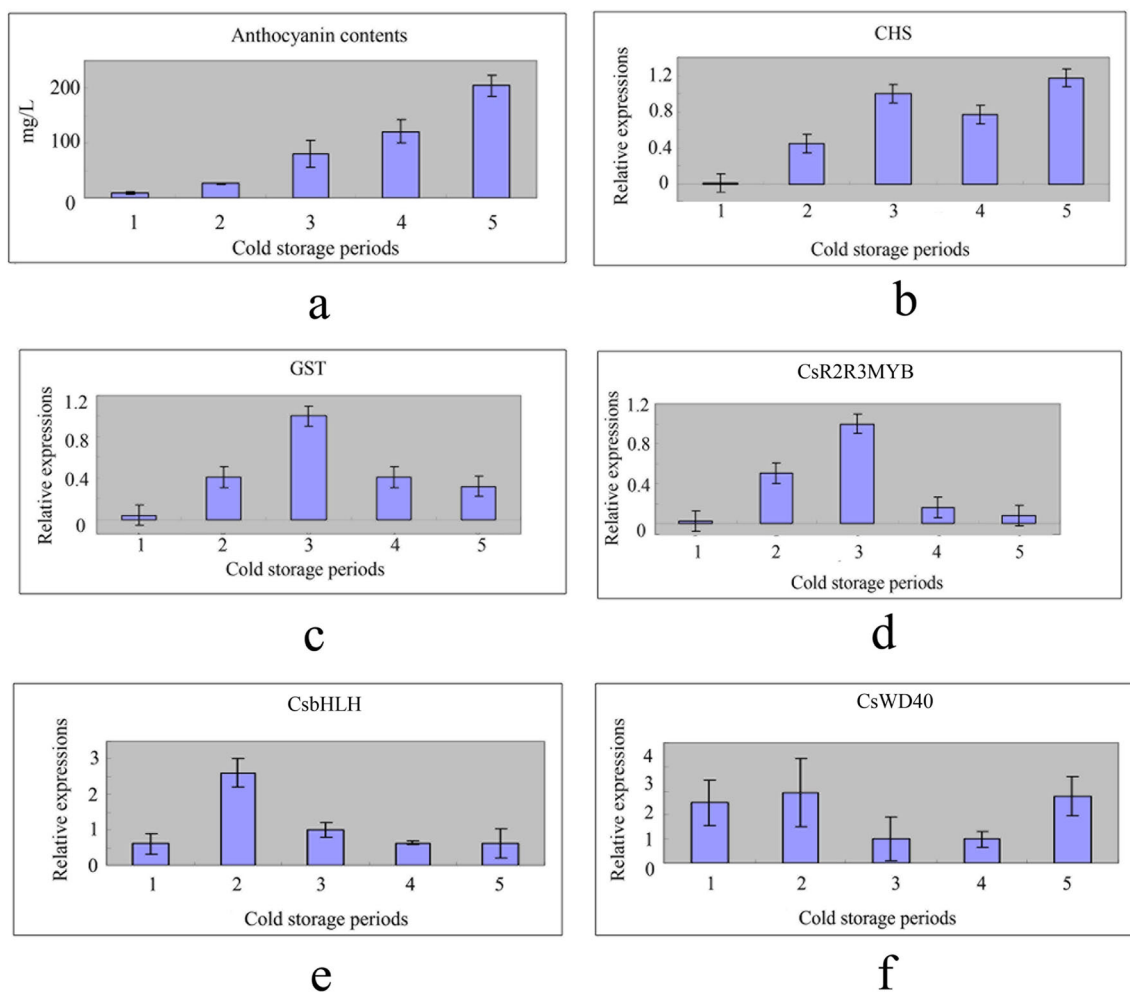 Anthocyanin contents
mg/L
200
100
0
1 2 3 4 5
Cold storage periods
a
CHS
Relative expressions
1.2
0.8
0.4
0
1 2 3 4 5
Cold storage periods
b
GST
Relative expressions
1.2
0.8
0.4
0
1 2 3 4 5
Cold storage periods
c
CsR2R3MYB
Relative expressions
1.2
0.8
0.4
0
1 2 3 4 5
Cold storage periods
d
CsbHLH
Relative expressions
3
2
1
0
1 2 3 4 5
Cold storage periods
e
CsWD40
Relative expressions
4
3
2
1
0
1 2 3 4 5
Cold storage periods
f